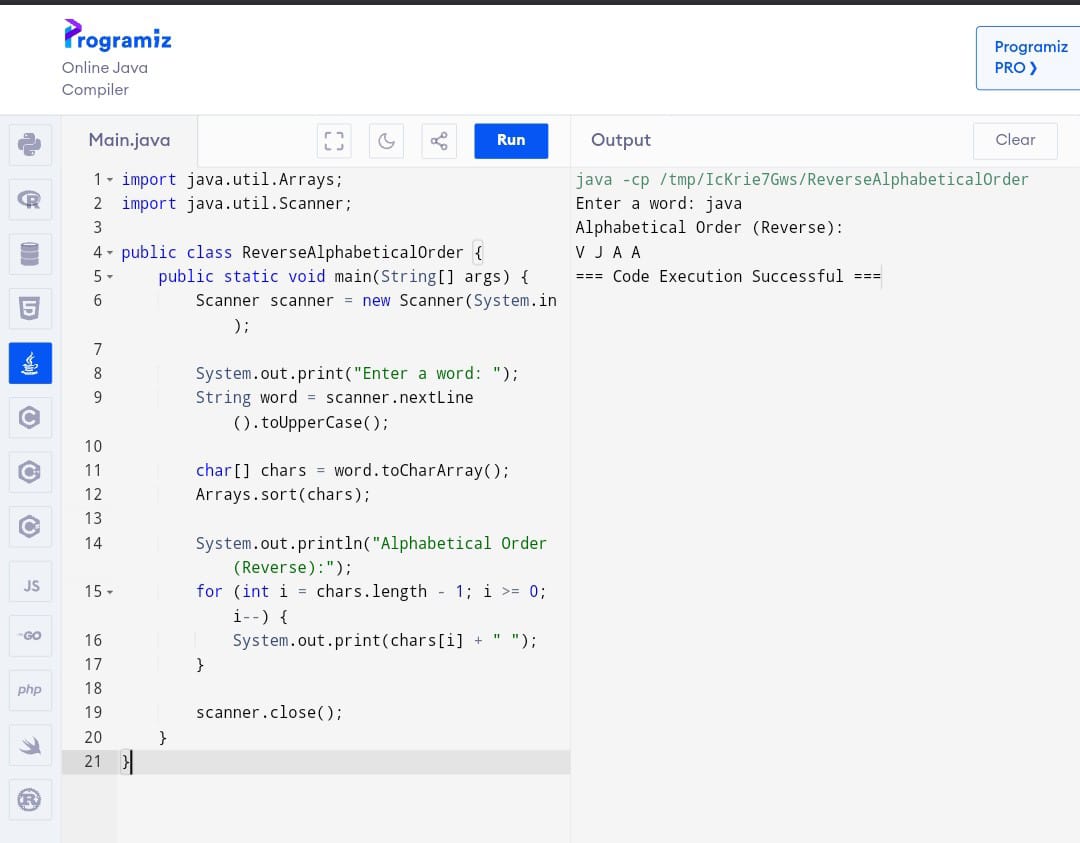 Programiz
Online Java
Compiler
Programiz
PRO ❯
Main.java
Run
Output
Clear
1 import java.util.Arrays;
2 import java.util.Scanner;
3
4 public class ReverseAlphabeticalOrder {
5     public static void main(String[] args) {
6         Scanner scanner = new Scanner(System.in
            );
7
8         System.out.print("Enter a word: ");
9         String word = scanner.nextLine
            ().toUpperCase();
10
11         char[] chars = word.toCharArray();
12         Arrays.sort(chars);
13
14         System.out.println("Alphabetical Order
            (Reverse):");
15         for (int i = chars.length - 1; i >= 0;
            i--) {
16             System.out.print(chars[i] + " ");
17         }
18
19         scanner.close();
20     }
21 }
java -cp /tmp/IcKrie7Gws/ReverseAlphabeticalOrder
Enter a word: java
Alphabetical Order (Reverse):
V J A A
=== Code Execution Successful ===
JS
GO
php